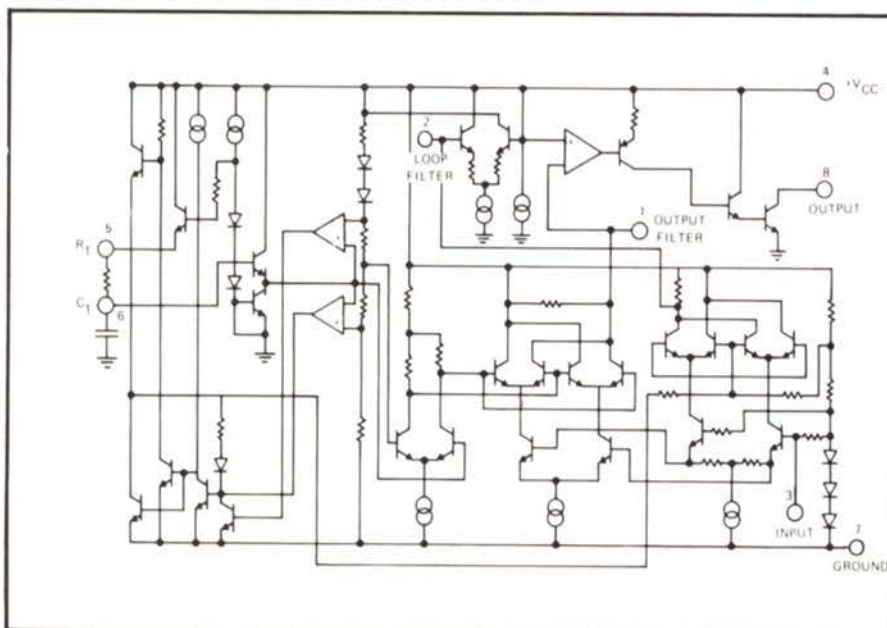 4
+VCC
2
LOOP
FILTER
8
OUTPUT
1
OUTPUT
FILTER
5
R1
C1
6
3
INPUT
7
GROUND